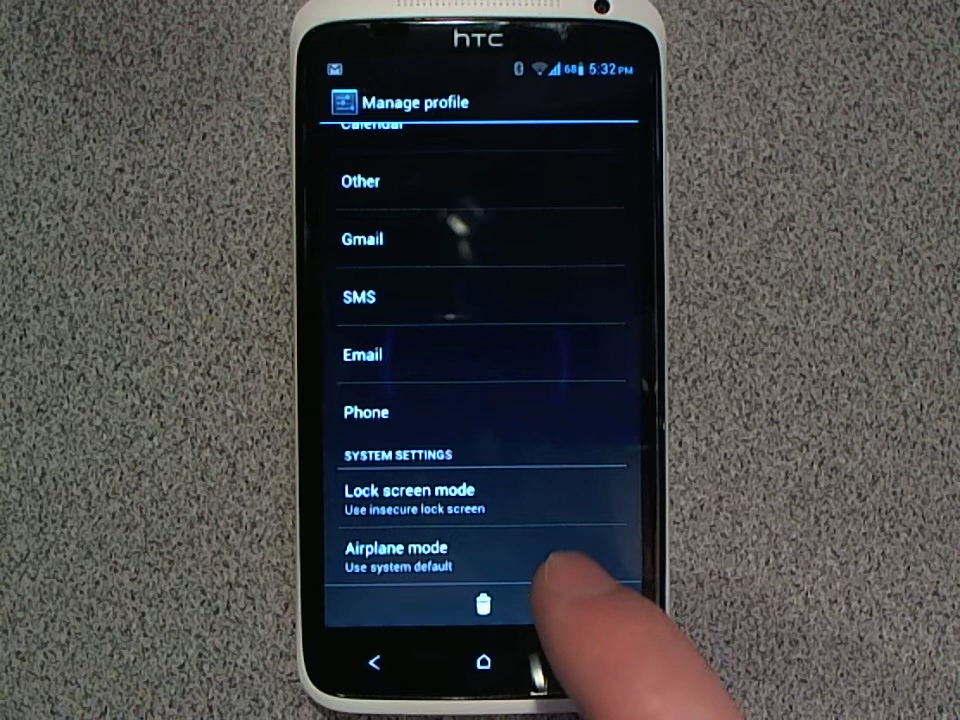 hTC
68 5:32 PM
Manage profile
Calendar
Other
Gmail
SMS
Email
Phone
SYSTEM SETTINGS
Lock screen mode
Use insecure lock screen
Airplane mode
Use system default